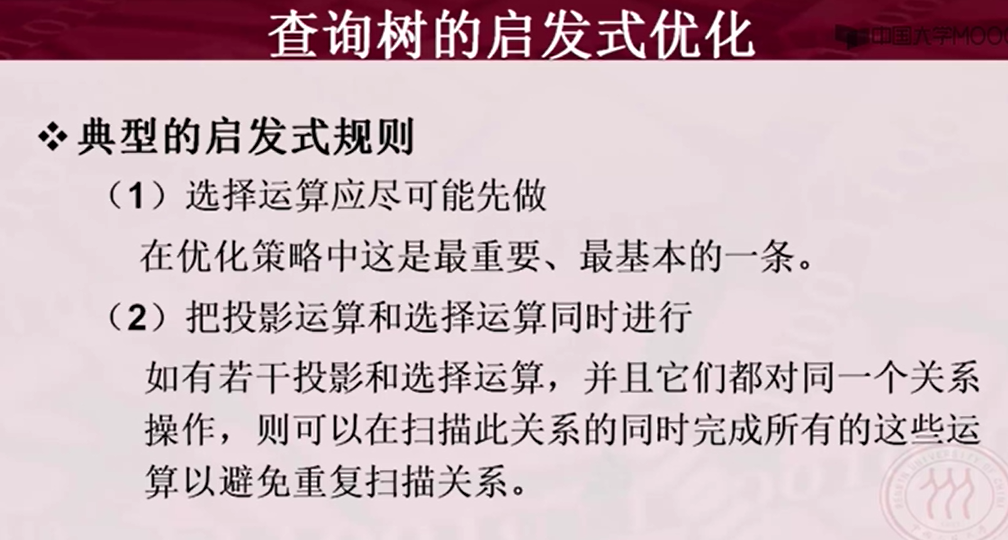 查询树的启发式优化
中国大学MOOC
❖典型的启发式规则
（1）选择运算应尽可能先做
在优化策略中这是最重要、最基本的一条。
（2）把投影运算和选择运算同时进行
如有若干投影和选择运算，并且它们都对同一个关系
操作，则可以在扫描此关系的同时完成所有的这些运
算以避免重复扫描关系。